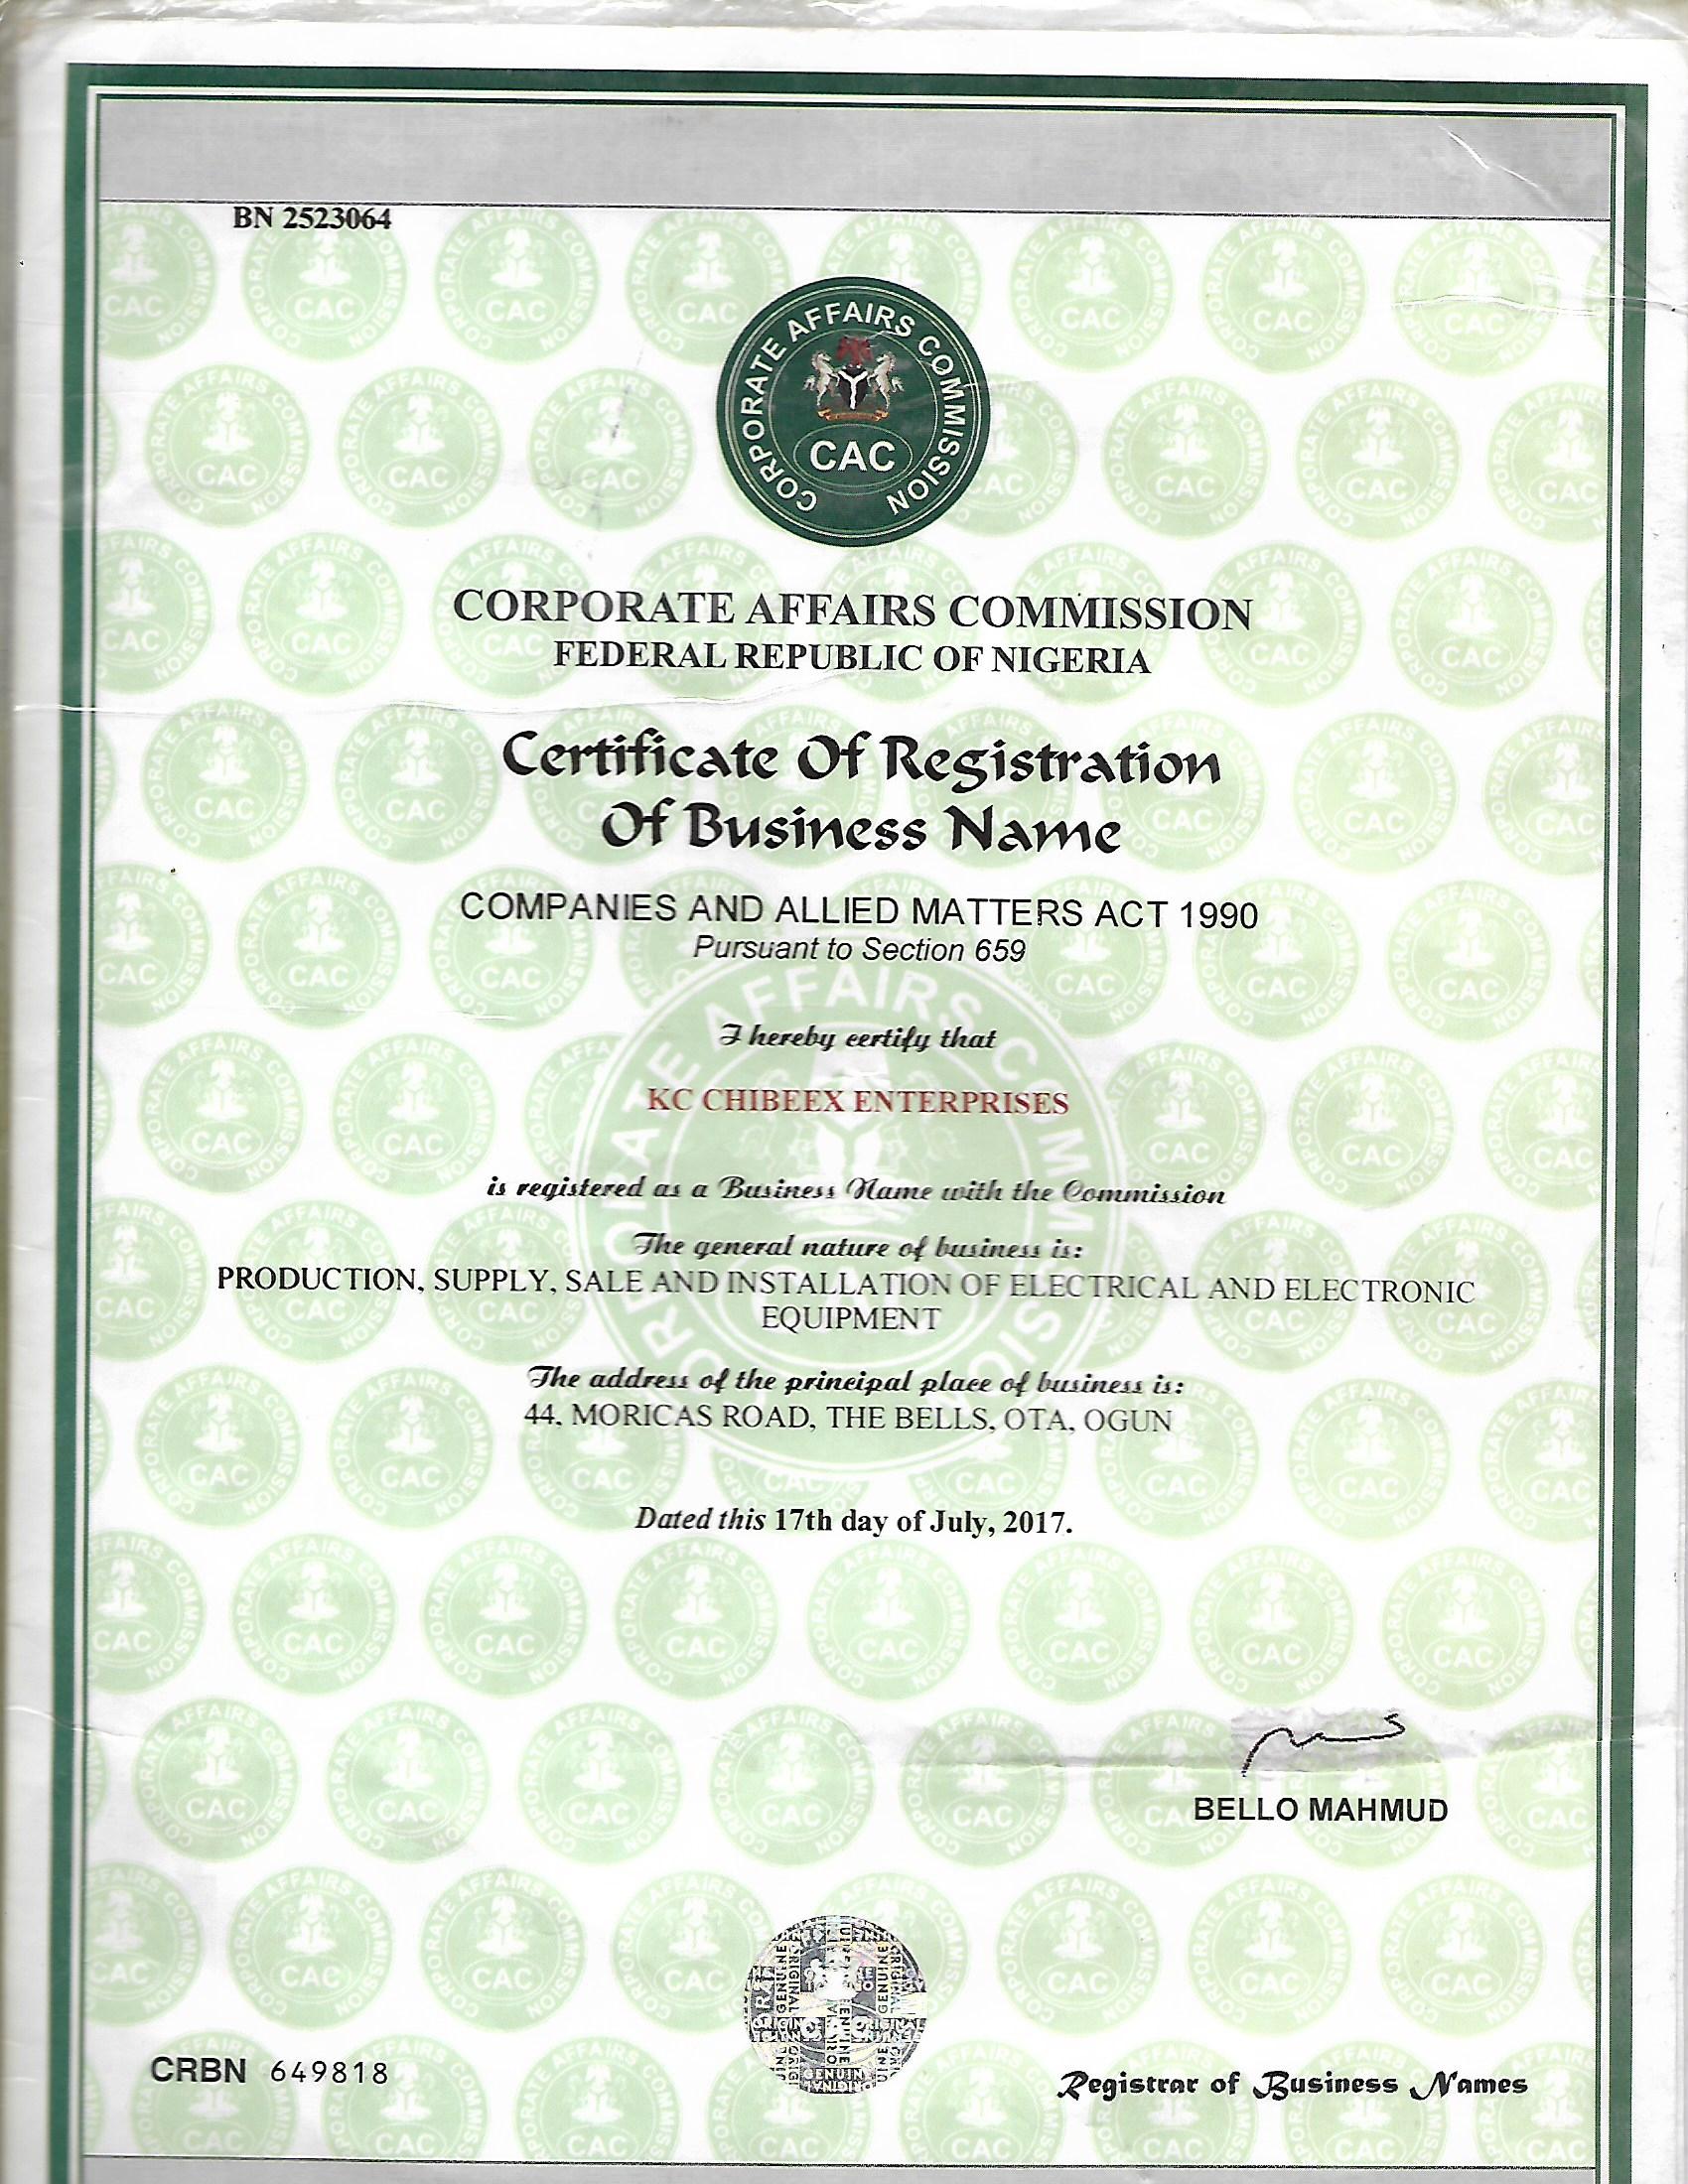 BN 2523064
CORPORATE AFFAIRS COMMISSION
CAC
CORPORATE AFFAIRS COMMISSION
FEDERAL REPUBLIC OF NIGERIA
Certificate Of Registration
Of Business Name
COMPANIES AND ALLIED MATTERS ACT 1990
Pursuant to Section 659
I hereby certify that
KC CHIBEEX ENTERPRISES
is registered as a Business Name with the Commission
The general nature of business is:
PRODUCTION, SUPPLY, SALE AND INSTALLATION OF ELECTRICAL AND ELECTRONIC
EQUIPMENT
The address of the principal place of business is:
44, MORICAS ROAD, THE BELLS, OTA, OGUN
Dated this 17th day of July, 2017.
BELLO MAHMUD
CRBN 649818
Registrar of Business Names